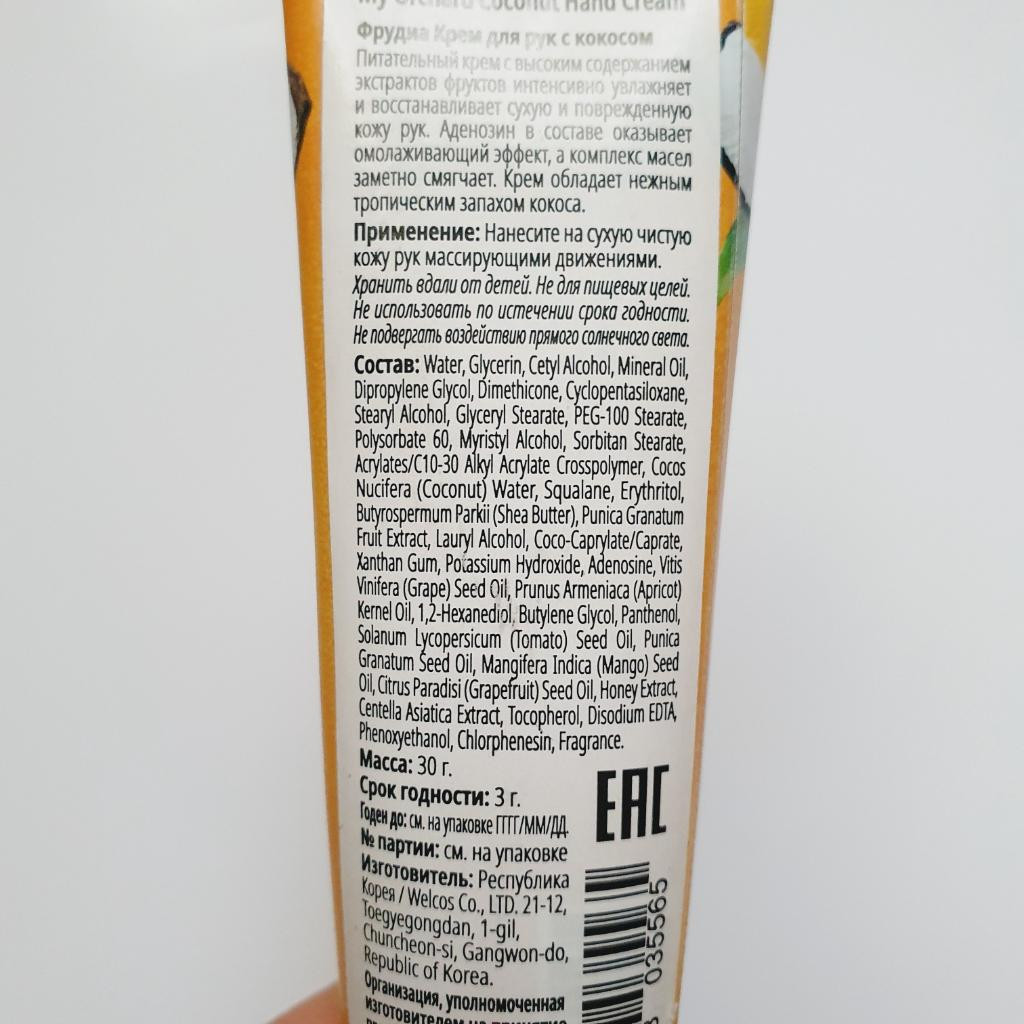 My Orchard Coconut Hand Cream
Фрудиа Крем для рук с кокосом
Питательный крем с высоким содержанием
экстрактов фруктов интенсивно увлажняет
и восстанавливает сухую и поврежденную
кожу рук. Аденозин в составе оказывает
омолаживающий эффект, а комплекс масел
заметно смягчает. Крем обладает нежным
тропическим запахом кокоса.
Применение: Нанесите на сухую чистую
кожу рук массирующими движениями.
Хранить вдали от детей. Не для пищевых целей.
Не использовать по истечении срока годности.
Не подвергать воздействию прямого солнечного света.
Состав: Water, Glycerin, Cetyl Alcohol, Mineral Oil,
Dipropylene Glycol, Dimethicone, Cyclopentasiloxane,
Stearyl Alcohol, Glyceryl Stearate, PEG-100 Stearate,
Polysorbate 60, Myristyl Alcohol, Sorbitan Stearate,
Acrylates/C10-30 Alkyl Acrylate Crosspolymer, Cocos
Nucifera (Coconut) Water, Squalane, Erythritol,
Butyrospermum Parkii (Shea Butter), Punica Granatum
Fruit Extract, Lauryl Alcohol, Coco-Caprylate/Caprate,
Xanthan Gum, Potassium Hydroxide, Adenosine, Vitis
Vinifera (Grape) Seed Oil, Prunus Armeniaca (Apricot)
Kernel Oil, 1,2-Hexanediol, Butylene Glycol, Panthenol,
Solanum Lycopersicum (Tomato) Seed Oil, Punica
Granatum Seed Oil, Mangifera Indica (Mango) Seed
Oil, Citrus Paradisi (Grapefruit) Seed Oil, Honey Extract,
Centella Asiatica Extract, Tocopherol, Disodium EDTA,
Phenoxyethanol, Chlorphenesin, Fragrance.
Масса: 30 г.
Срок годности: 3 г.
Годен до: см. на упаковке ГГГГ/ММ/ДД.
№ партии: см. на упаковке
Изготовитель: Республика
Корея / Welcos Co., LTD. 21-12,
Toegyegongdan, 1-gil,
Chuncheon-si, Gangwon-do,
Republic of Korea.
Организация, уполномоченная
изготовителем на принятие
EAC
035565